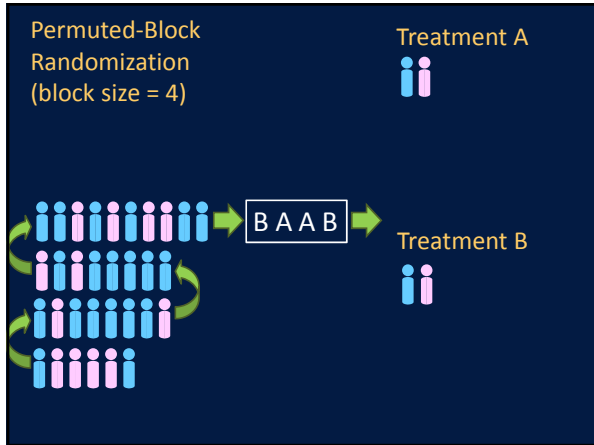 Permuted-Block
Randomization
(block size = 4)
Treatment A
B A A B
Treatment B